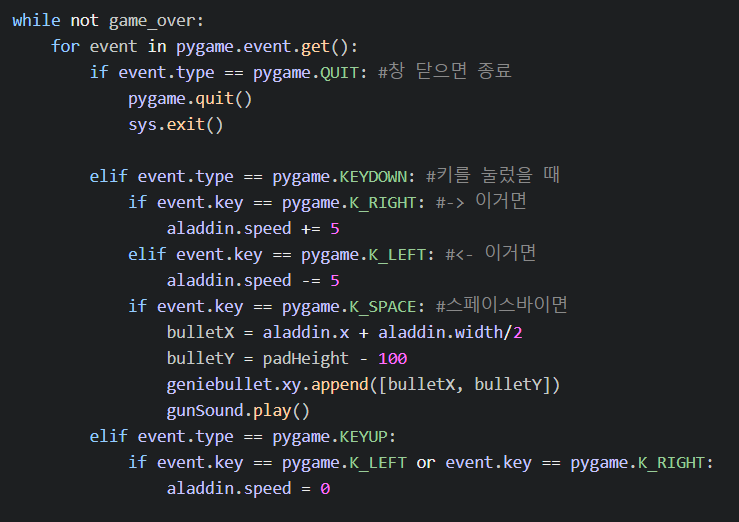 while not game_over:
    for event in pygame.event.get():
        if event.type == pygame.QUIT: #창 닫으면 종료
            pygame.quit()
            sys.exit()

        elif event.type == pygame.KEYDOWN: #키를 눌렀을 때
            if event.key == pygame.K_RIGHT: #-> 이거면
                aladdin.speed += 5
            elif event.key == pygame.K_LEFT: #<- 이거면
                aladdin.speed -= 5
            if event.key == pygame.K_SPACE: #스페이스바이면
                bulletX = aladdin.x + aladdin.width/2
                bulletY = padHeight - 100
                geniebullet.xy.append([bulletX, bulletY])
                gunSound.play()
        elif event.type == pygame.KEYUP:
            if event.key == pygame.K_LEFT or event.key == pygame.K_RIGHT:
                aladdin.speed = 0